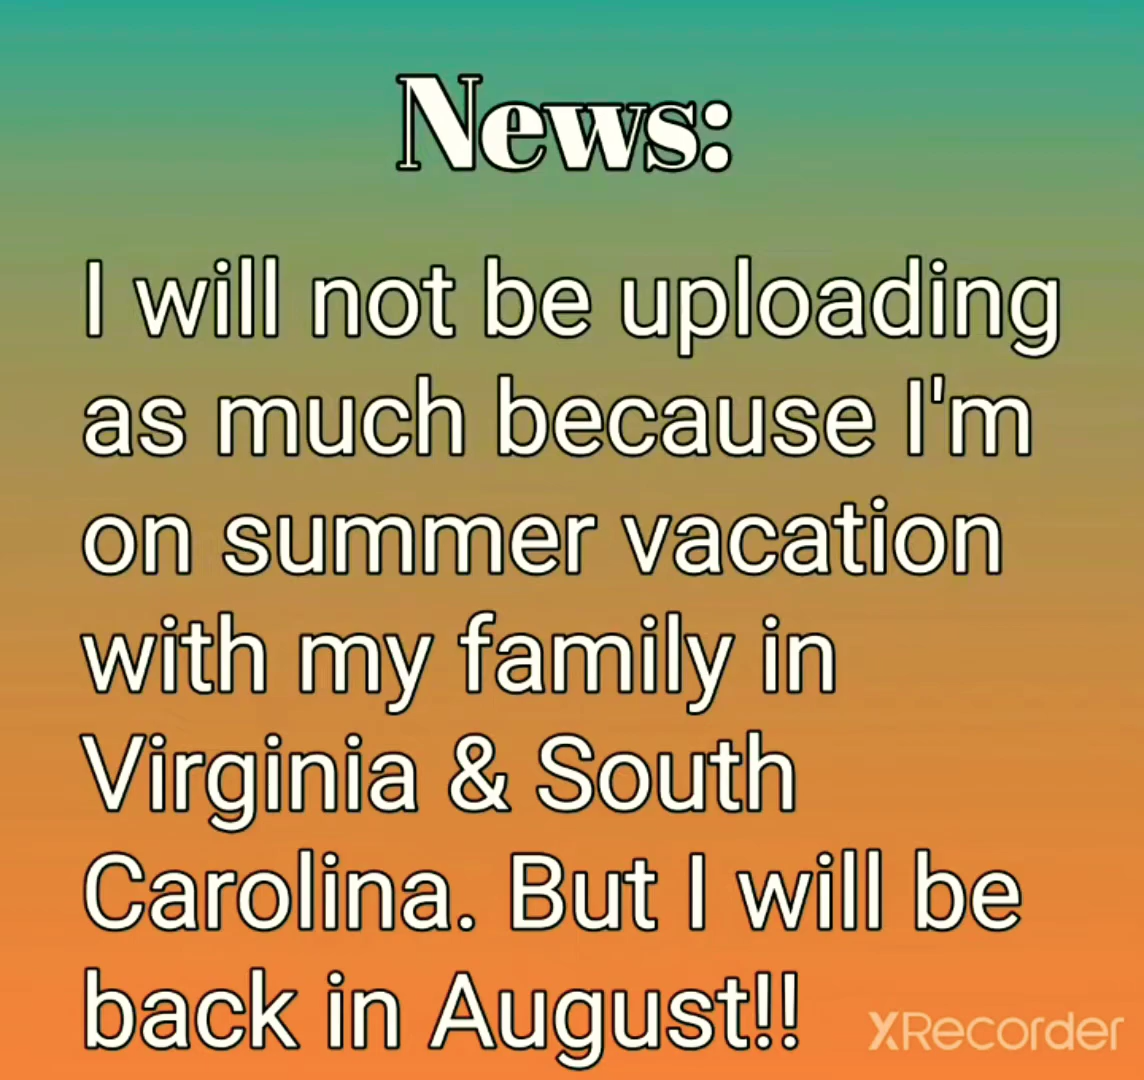 News:
I will not be uploading
as much because I'm
on summer vacation
with my family in
Virginia & South
Carolina. But I will be
back in August!!
XRecorder